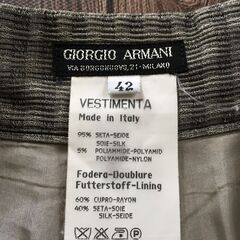 GIORGIO ARMANI
VIA BORGONUOVO, 21 - MILANO
42
VESTIMENTA
Made in Italy
95% SETA-SEIDE
SOIE-SILK
5% POLIAMMIDE-POLYAMID
POLYAMIDE-NYLON
Fodera-Doublure
Futterstoff-Lining
60% CUPRO-RAYON
40% SETA-SOIE
SILK-SEIDE